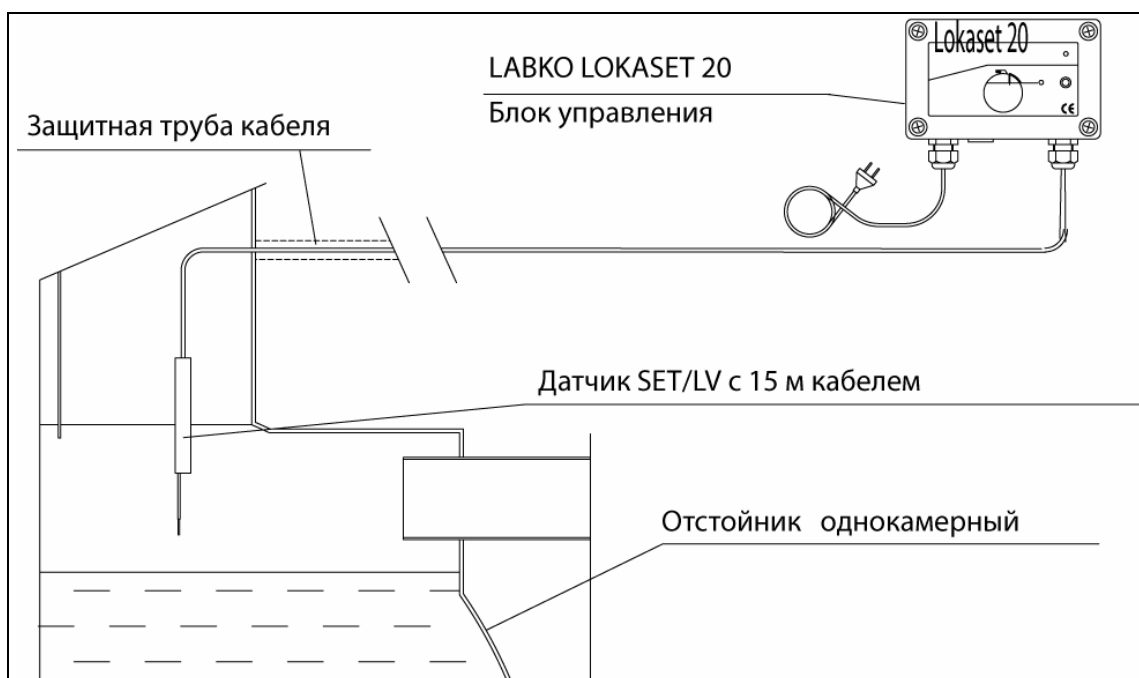 Lokaset 20
LABKO LOKASET 20
Блок управления
CE
Защитная труба кабеля
Датчик SET/LV с 15 м кабелем
Отстойник однокамерный